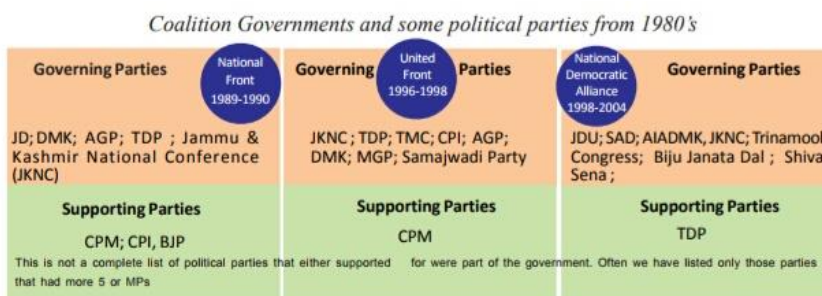 Coalition Governments and some political parties from 1980's
Governing Parties
National
Front
1989-1990
JD; DMK; AGP; TDP ; Jammu &
Kashmir National Conference
(JKNC)
Supporting Parties
CPM; CPI, BJP
Governing Parties
United
Front
1996-1998
JKNC; TDP; TMC; CPI; AGP;
DMK; MGP; Samajwadi Party
Supporting Parties
CPM
National
Democratic
Alliance
1998-2004
Governing Parties
JDU; SAD; AIADMK, JKNC; Trinamool
Congress; Biju Janata Dal ; Shiva
Sena ;
Supporting Parties
TDP
This is not a complete list of political parties that either supported for were part of the government. Often we have listed only those parties
that had more 5 or MPs